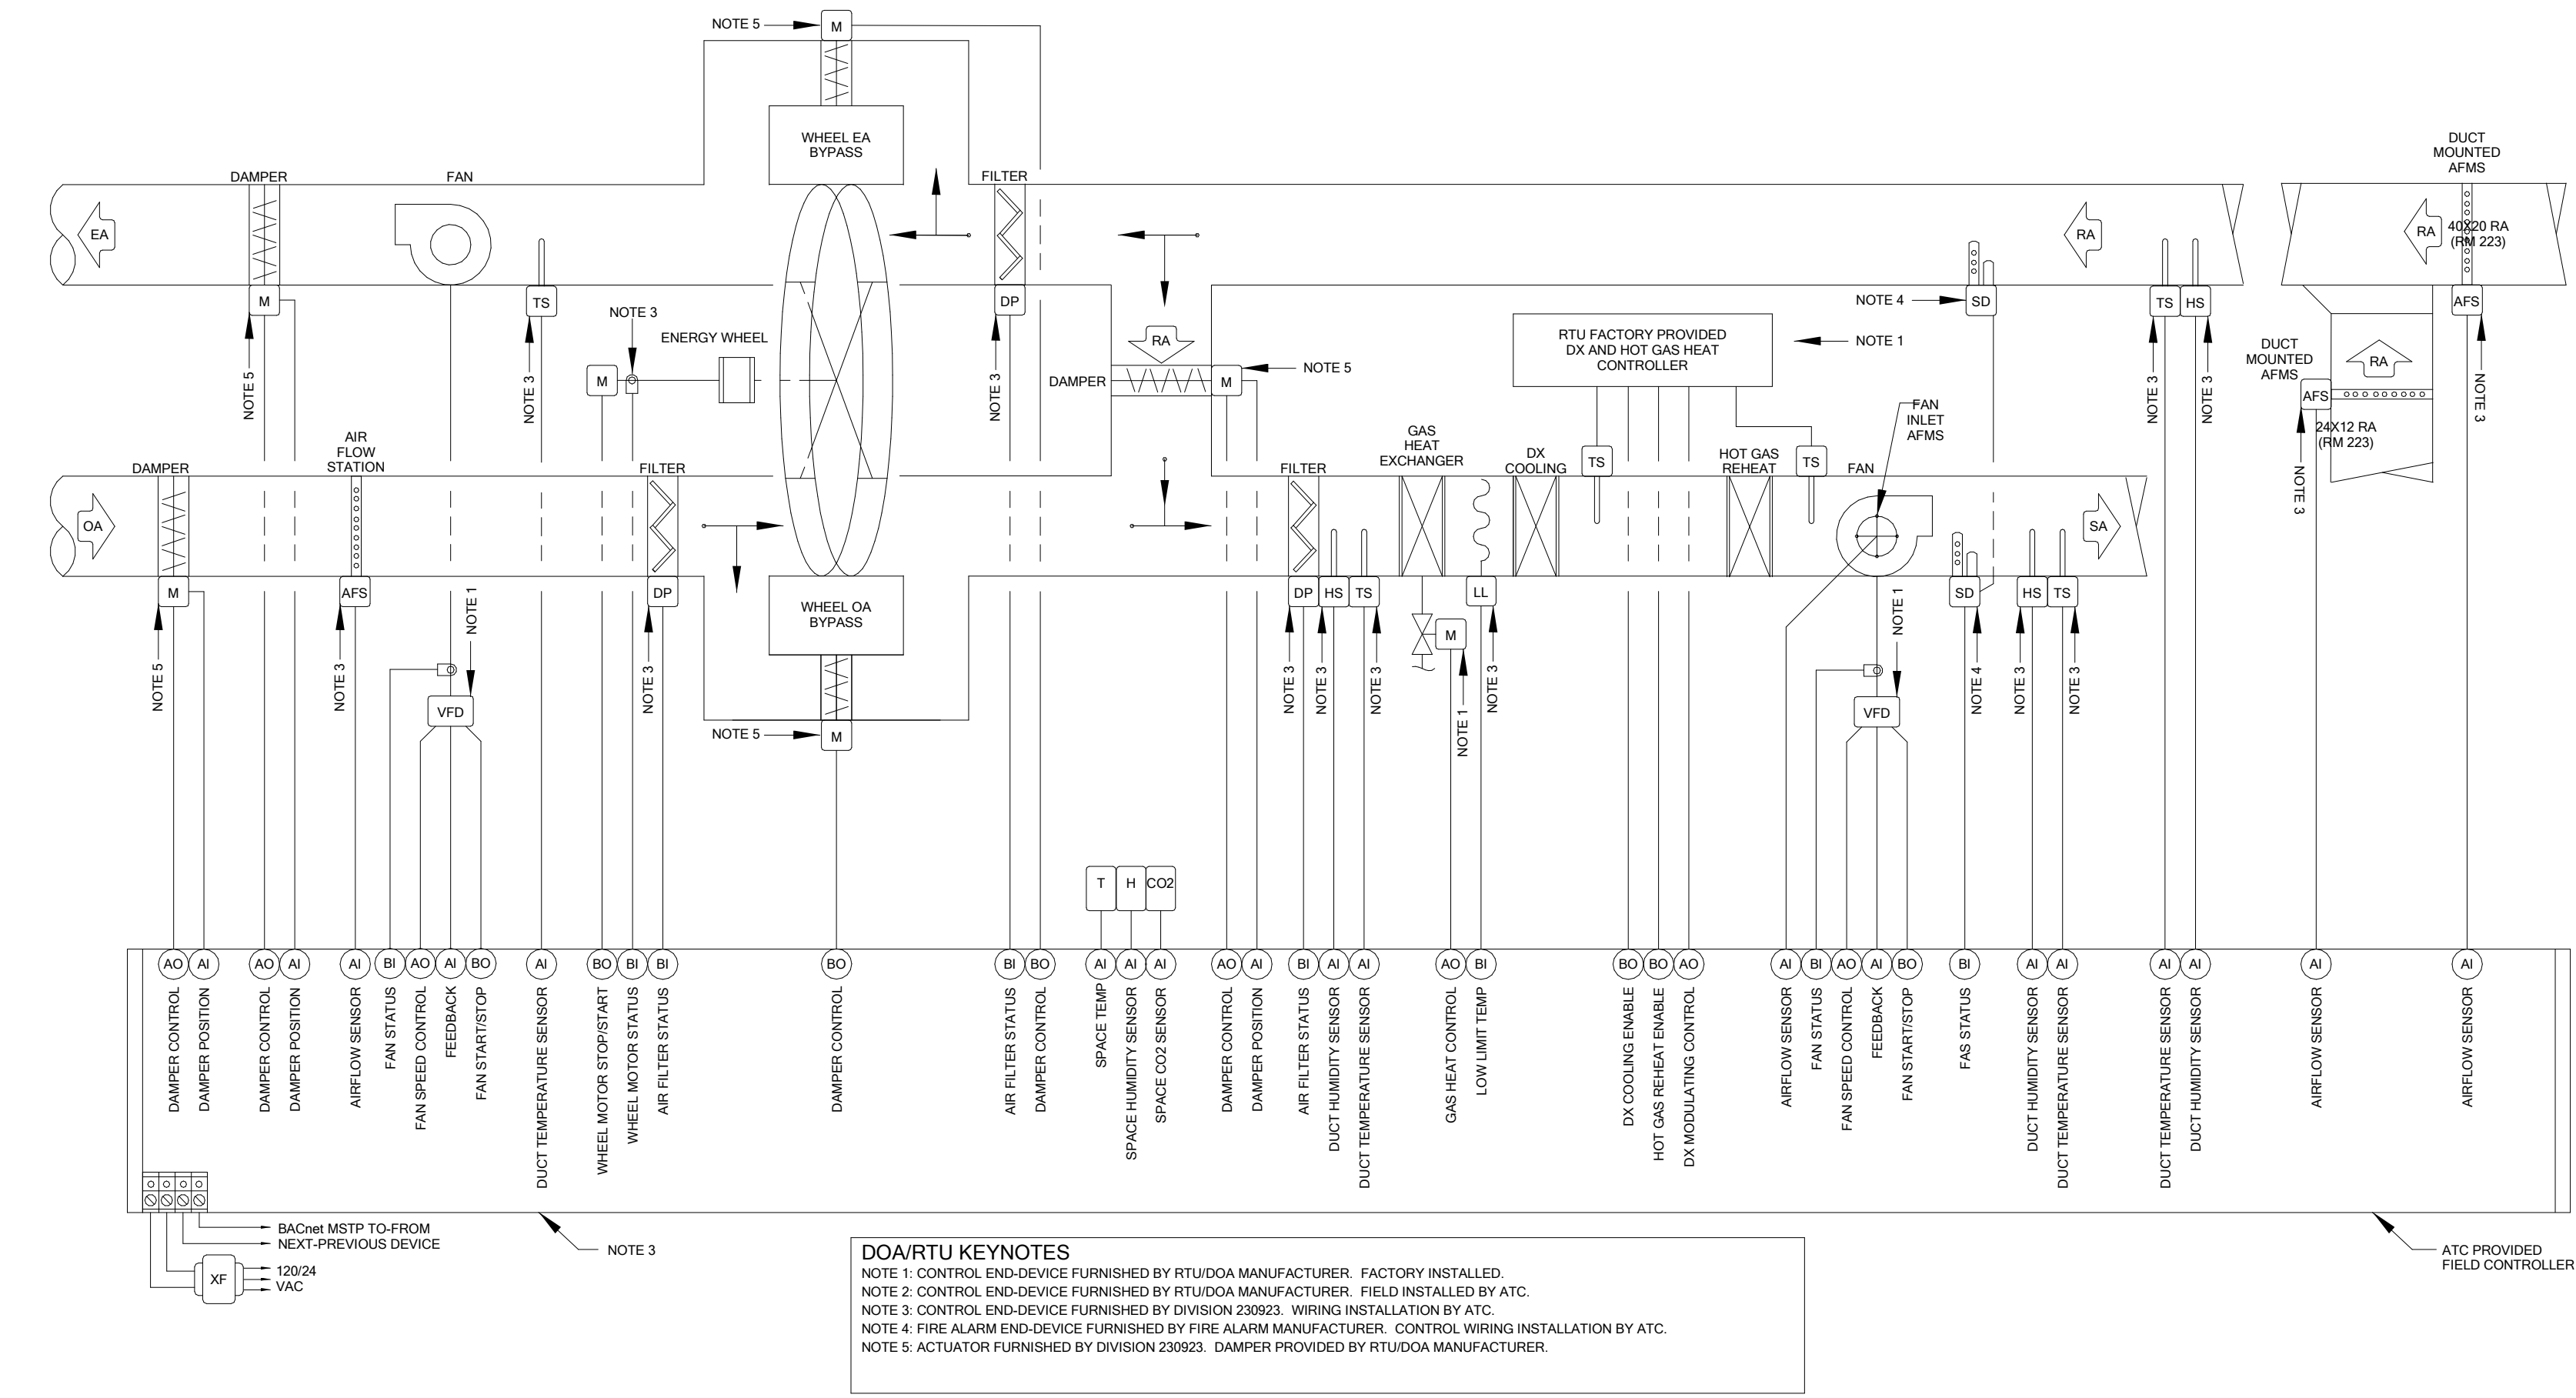 NOTE 5
M
WHEEL EA
BYPASS
DUCT
MOUNTED
AFMS
DAMPER
FAN
FILTER
EA
RA
RA
40X20 RA
(RM 223)
M
TS
DP
SD
NOTE 4
TS
HS
AFS
NOTE 5
NOTE 3
NOTE 3
ENERGY WHEEL
M
NOTE 3
RA
DAMPER
M
NOTE 5
RTU FACTORY PROVIDED
DX AND HOT GAS HEAT
CONTROLLER
NOTE 1
NOTE 3
NOTE 3
DUCT
MOUNTED
AFMS
RA
AFS
NOTE 3
24X12 RA
(RM 223)
NOTE 3
DAMPER
AIR
FLOW
STATION
FILTER
FILTER
GAS
HEAT
EXCHANGER
DX
COOLING
TS
HOT GAS
REHEAT
TS
FAN
FAN
INLET
AFMS
OA
SA
M
AFS
DP
WHEEL OA
BYPASS
DP
HS
TS
LL
M
SD
HS
TS
NOTE 5
NOTE 3
NOTE 1
NOTE 3
NOTE 3
NOTE 3
NOTE 3
NOTE 1
NOTE 3
NOTE 1
NOTE 4
NOTE 3
NOTE 3
VFD
NOTE 5
M
VFD
T
H
CO2
AO
AI
AO
AI
AI
BI
AO
AI
BO
AI
BO
BI
BI
BO
BI
BO
AI
AI
AI
AO
AI
BI
AI
AI
AO
BI
BO
BO
AO
AI
BI
AO
AI
BO
BI
AI
AI
AI
AI
AI
AI
DAMPER CONTROL
DAMPER POSITION
DAMPER CONTROL
DAMPER POSITION
AIRFLOW SENSOR
FAN STATUS
FAN SPEED CONTROL
FEEDBACK
FAN START/STOP
DUCT TEMPERATURE SENSOR
WHEEL MOTOR STOP/START
WHEEL MOTOR STATUS
AIR FILTER STATUS
DAMPER CONTROL
AIR FILTER STATUS
DAMPER CONTROL
SPACE TEMP
SPACE HUMIDITY SENSOR
SPACE CO2 SENSOR
DAMPER CONTROL
DAMPER POSITION
AIR FILTER STATUS
DUCT HUMIDITY SENSOR
DUCT TEMPERATURE SENSOR
GAS HEAT CONTROL
LOW LIMIT TEMP
DX COOLING ENABLE
HOT GAS REHEAT ENABLE
DX MODULATING CONTROL
AIRFLOW SENSOR
FAN STATUS
FAN SPEED CONTROL
FEEDBACK
FAN START/STOP
FAS STATUS
DUCT HUMIDITY SENSOR
DUCT TEMPERATURE SENSOR
DUCT TEMPERATURE SENSOR
DUCT HUMIDITY SENSOR
AIRFLOW SENSOR
AIRFLOW SENSOR
BACnet MSTP TO-FROM
NEXT-PREVIOUS DEVICE
XF
120/24
VAC
NOTE 3
ATC PROVIDED
FIELD CONTROLLER
DOA/RTU KEYNOTES
NOTE 1: CONTROL END-DEVICE FURNISHED BY RTU/DOA MANUFACTURER. FACTORY INSTALLED.
NOTE 2: CONTROL END-DEVICE FURNISHED BY RTU/DOA MANUFACTURER. FIELD INSTALLED BY ATC.
NOTE 3: CONTROL END-DEVICE FURNISHED BY DIVISION 230923. WIRING INSTALLATION BY ATC.
NOTE 4: FIRE ALARM END-DEVICE FURNISHED BY FIRE ALARM MANUFACTURER. CONTROL WIRING INSTALLATION BY ATC.
NOTE 5: ACTUATOR FURNISHED BY DIVISION 230923. DAMPER PROVIDED BY RTU/DOA MANUFACTURER.